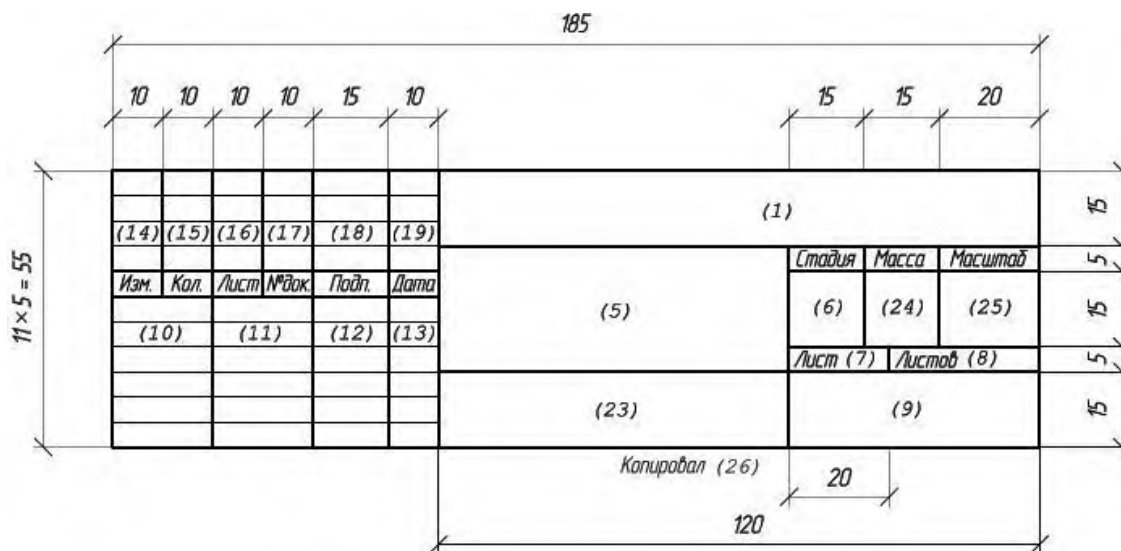 185
10 10 10 10 15 10 15 15 20
(1) 15
(14) (15) (16) (17) (18) (19)
Стадия Масса Масштаб 5
Изм. Кол. Лист №док. Подп. Дата
11 × 5 = 55
(5) (6) (24) (25) 15
(10) (11) (12) (13)
Лист (7) Листов (8) 5
(23) (9) 15
Копировал (26)
20
120